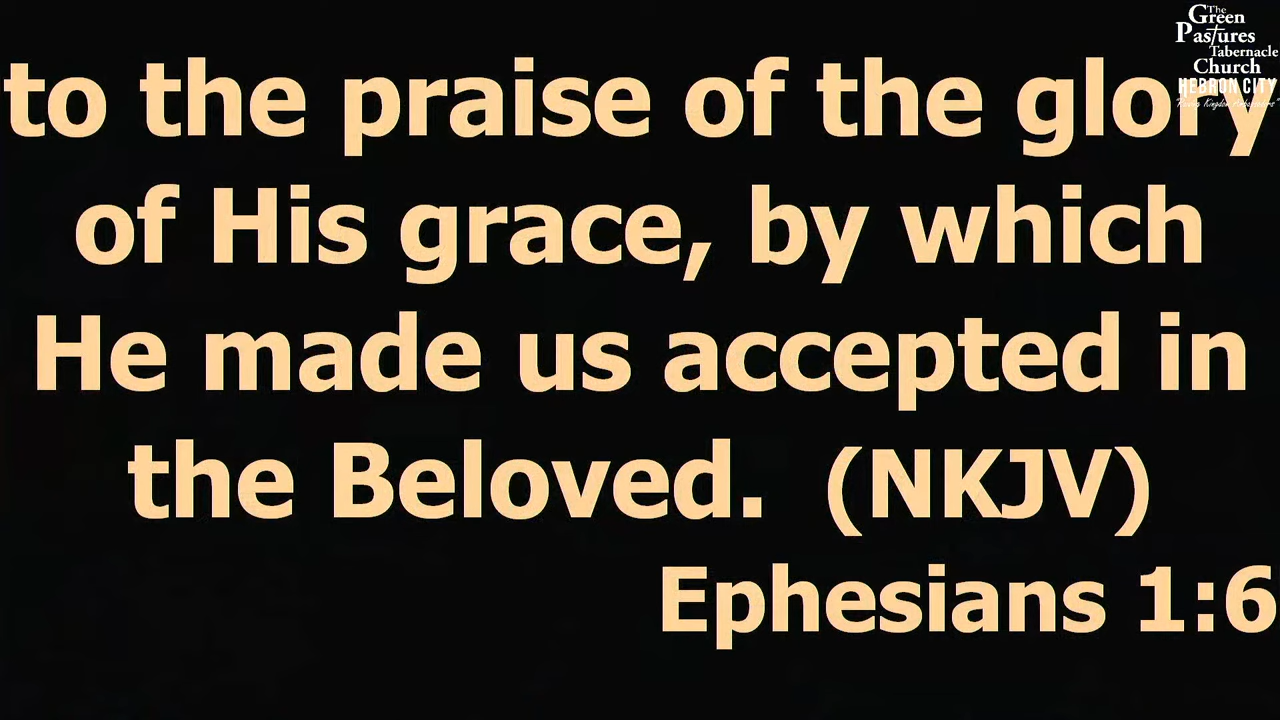 The
Green
Pastures
Tabernacle
Church
HEBRON CITY
to the praise of the glory
of His grace, by which
He made us accepted in
the Beloved. (NKJV)
Ephesians 1:6